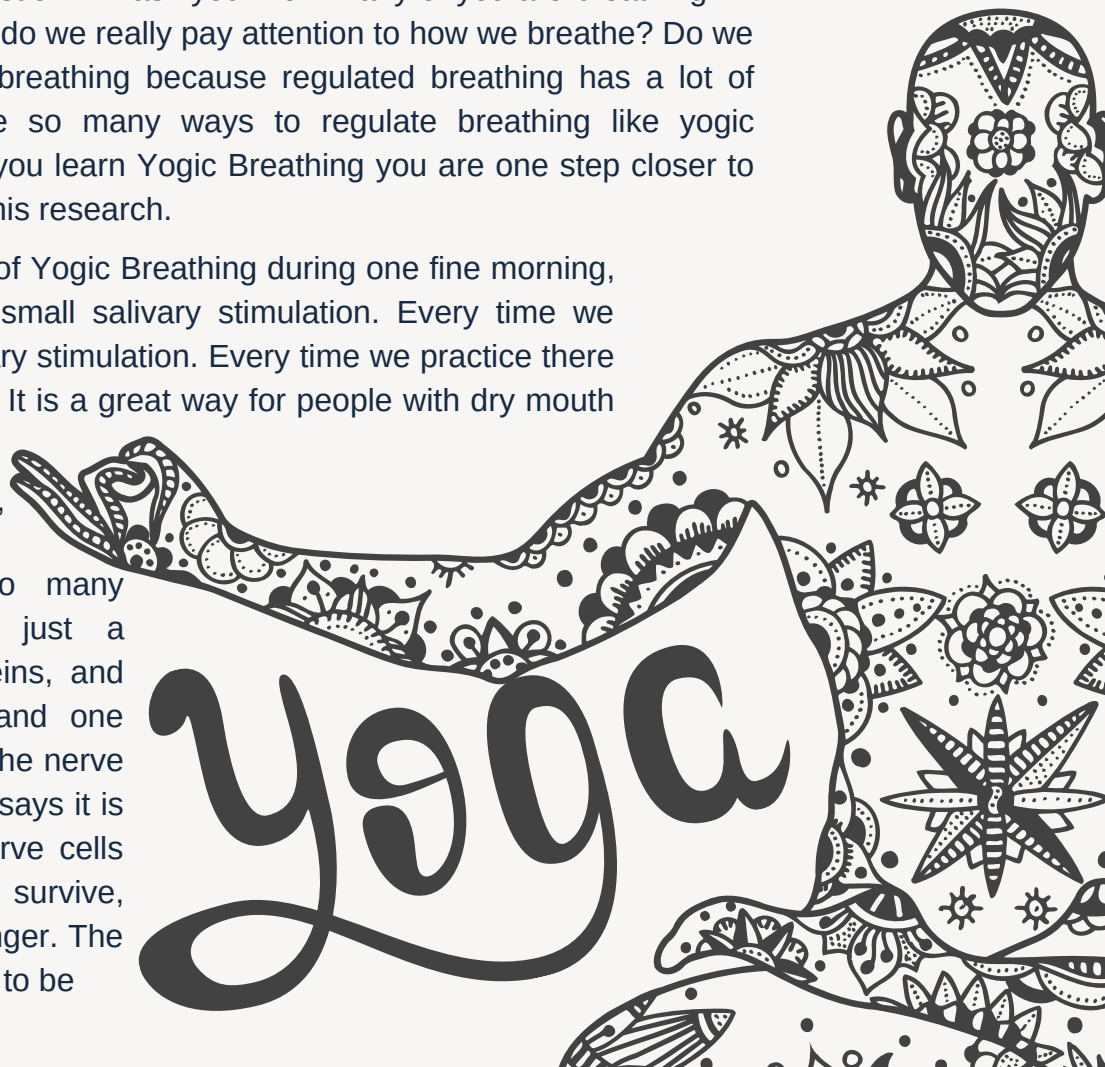 do we really pay attention to how we breathe? Do we
breathing because regulated breathing has a lot of
so many ways to regulate breathing like yogic
you learn Yogic Breathing you are one step closer to
his research.
of Yogic Breathing during one fine morning,
small salivary stimulation. Every time we
ry stimulation. Every time we practice there
It is a great way for people with dry mouth
,
o many
just a
eins, and
and one
he nerve
says it is
rve cells
survive,
nger. The
to be
yoga